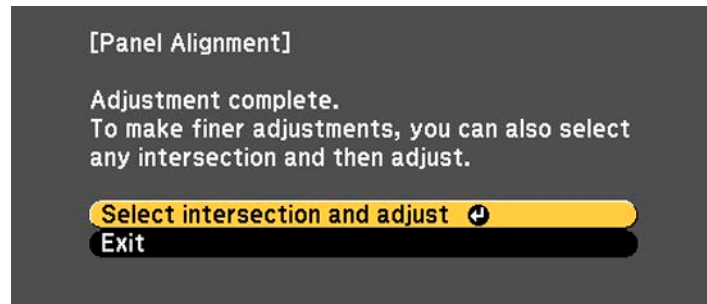 [Panel Alignment]
Adjustment complete.
To make finer adjustments, you can also select
any intersection and then adjust.
Select intersection and adjust
Exit